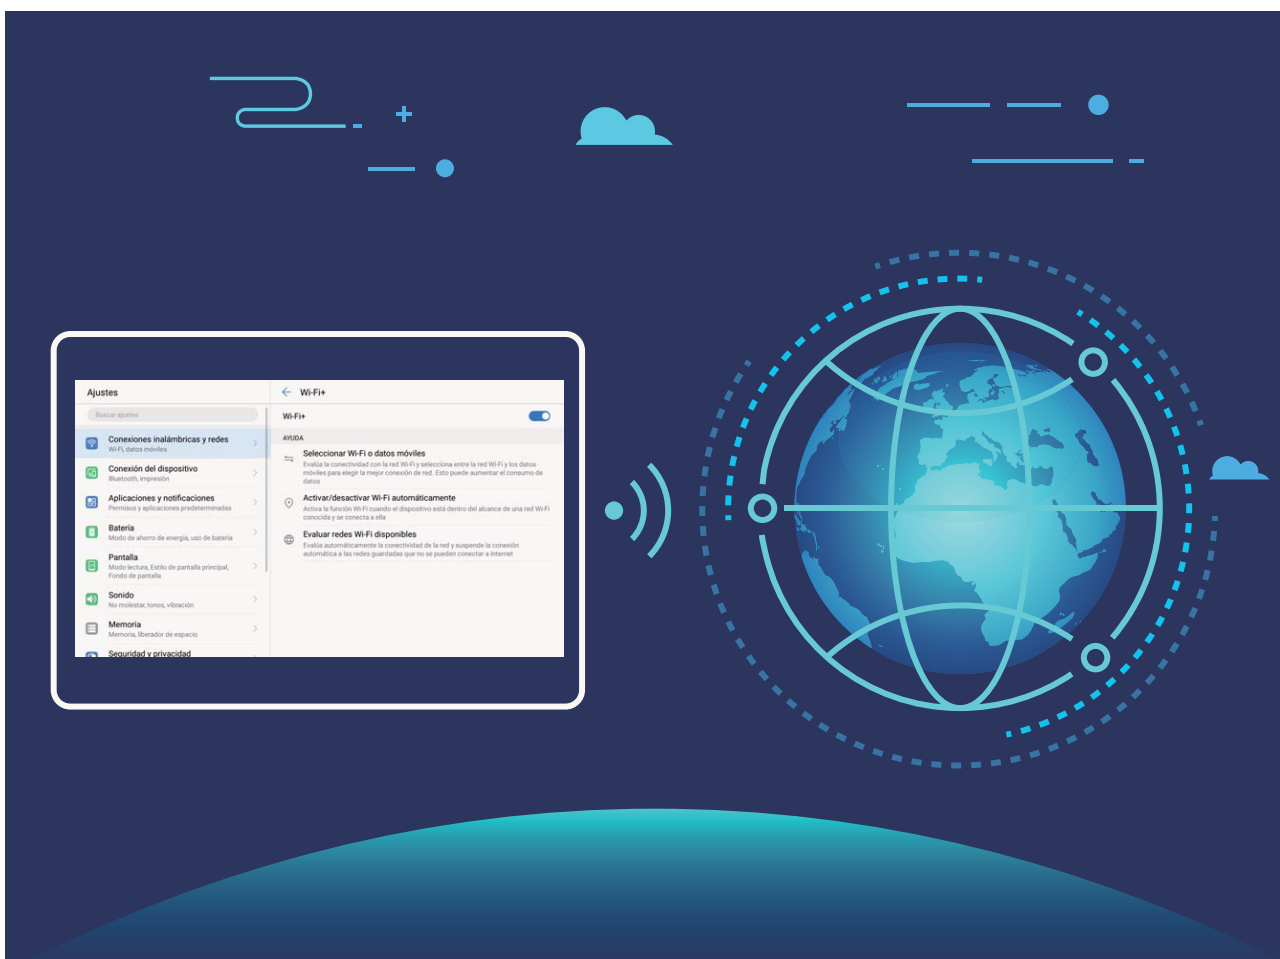 Ajustes
Buscar ajustes
Conexiones inalámbricas y redes
Wi-Fi, datos móviles
Conexión del dispositivo
Bluetooth, Impresión
Aplicaciones y notificaciones
Permisos y aplicaciones predeterminadas
Batería
Modo de ahorro de energía, uso de batería
Pantalla
Modo lectura, Estilo de pantalla principal,
Fondo de pantalla
Sonido
No molestar, tonos, vibración
Memoria
Memoria, liberador de espacio
Seguridad y privacidad
Wi-Fi+
Wi-Fi+
AYUDA
Seleccionar Wi-Fi o datos móviles
Evalúa la conectividad con la red Wi-Fi y selecciona entre la red Wi-Fi y los datos
móviles para elegir la mejor conexión de red. Esto puede aumentar el consumo de
datos
Activar/desactivar Wi-Fi automáticamente
Activa la función Wi-Fi cuando el dispositivo está dentro del alcance de una red Wi-Fi
conocida y se conecta a ella
Evaluar redes Wi-Fi disponibles
Evalúa automáticamente la conectividad de la red y suspende la conexión
automática a las redes guardadas que no se pueden conectar a Internet